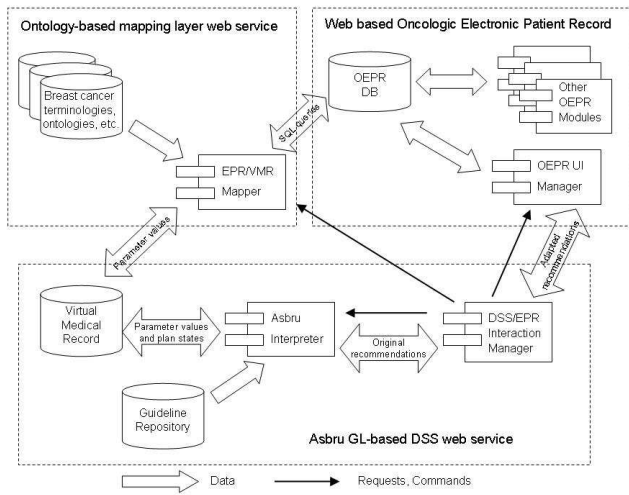 Ontology-based mapping layer web service
Web based Oncologic Electronic Patient Record
Breast cancer
terminologies,
ontologies, etc.
EPR/VMR
Mapper
SQL queries
OEPR
DB
Other
OEPR
Modules
OEPR UI
Manager
Parameter values
Adapted
recommendations
Virtual
Medical
Record
Parameter values
and plan states
Asbru
Interpreter
Original
recommendations
DSS/EPR
Interaction
Manager
Guideline
Repository
Asbru GL-based DSS web service
Data
Requests, Commands